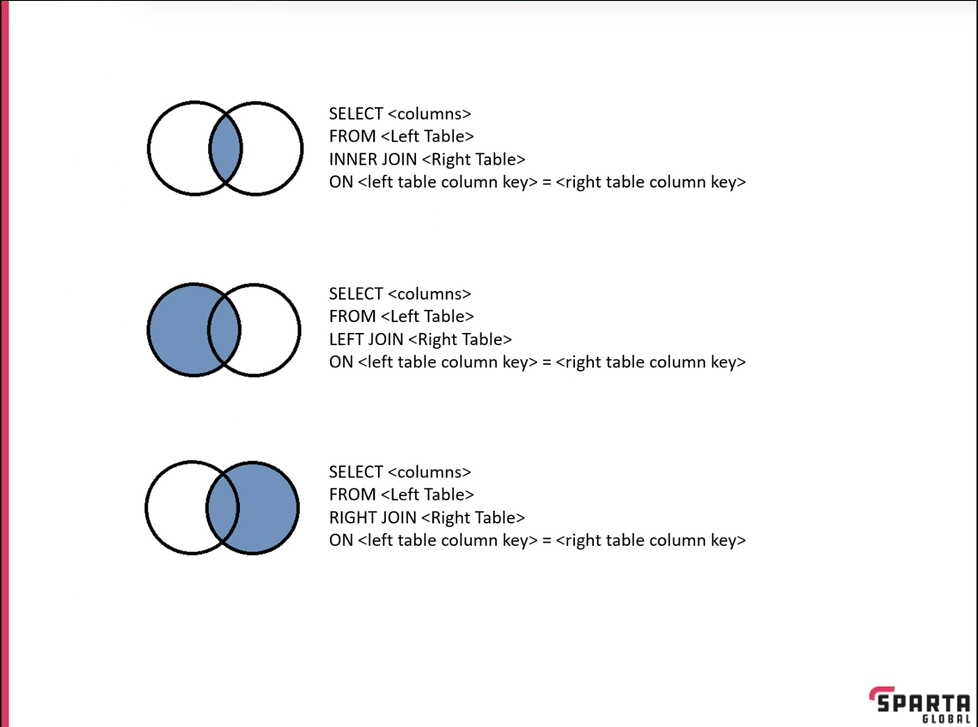 SELECT <columns>
FROM <Left Table>
INNER JOIN <Right Table>
ON <left table column key> = <right table column key>
SELECT <columns>
FROM <Left Table>
LEFT JOIN <Right Table>
ON <left table column key> = <right table column key>
SELECT <columns>
FROM <Left Table>
RIGHT JOIN <Right Table>
ON <left table column key> = <right table column key>
SPARTA
GLOBAL